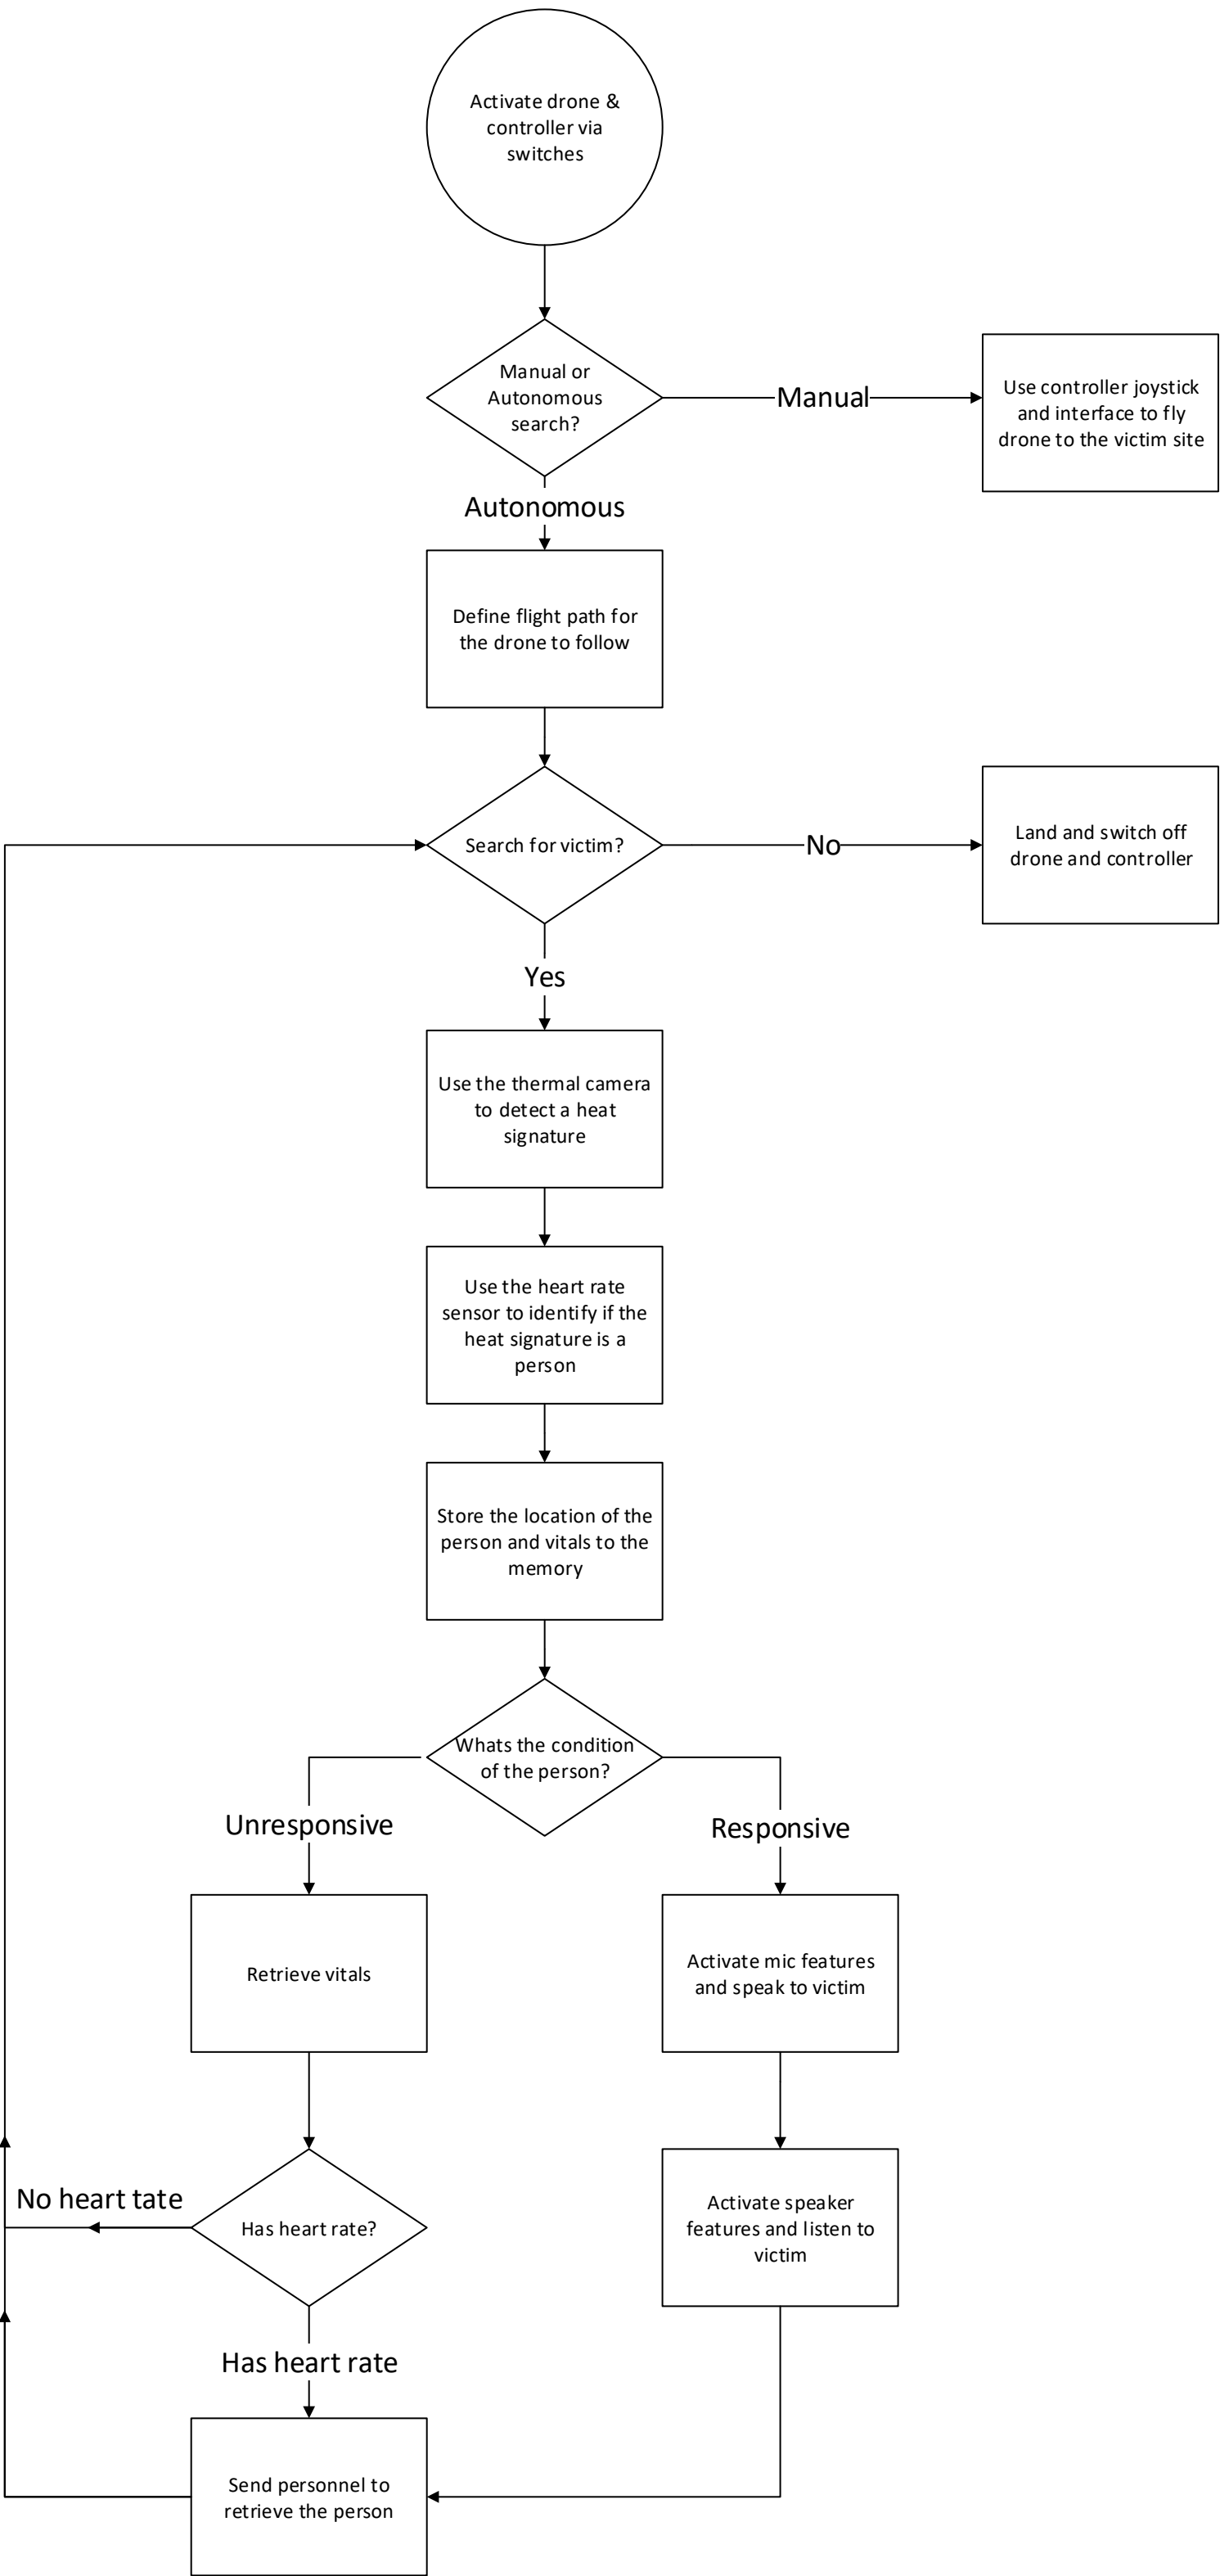 Activate drone &
controller via
switches
Manual or
Autonomous
search?
Manual
Use controller joystick
and interface to fly
drone to the victim site
Autonomous
Define flight path for
the drone to follow
Search for victim?
No
Land and switch off
drone and controller
Yes
Use the thermal camera
to detect a heat
signature
Use the heart rate
sensor to identify if the
heat signature is a
person
Store the location of the
person and vitals to the
memory
Whats the condition
of the person?
Unresponsive
Responsive
Retrieve vitals
Activate mic features
and speak to victim
No heart tate
Has heart rate?
Activate speaker
features and listen to
victim
Has heart rate
Send personnel to
retrieve the person